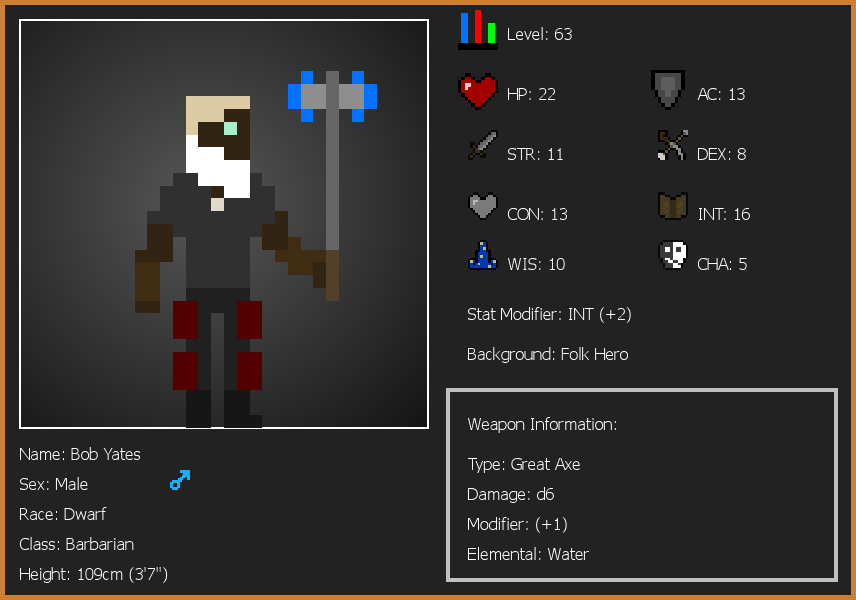 Level: 63
HP: 22
AC: 13
STR: 11
DEX: 8
CON: 13
INT: 16
WIS: 10
CHA: 5
Stat Modifier: INT (+2)
Background: Folk Hero
Weapon Information:
Type: Great Axe
Damage: d6
Modifier: (+1)
Elemental: Water
Name: Bob Yates
Sex: Male
Race: Dwarf
Class: Barbarian
Height: 109cm (3'7")